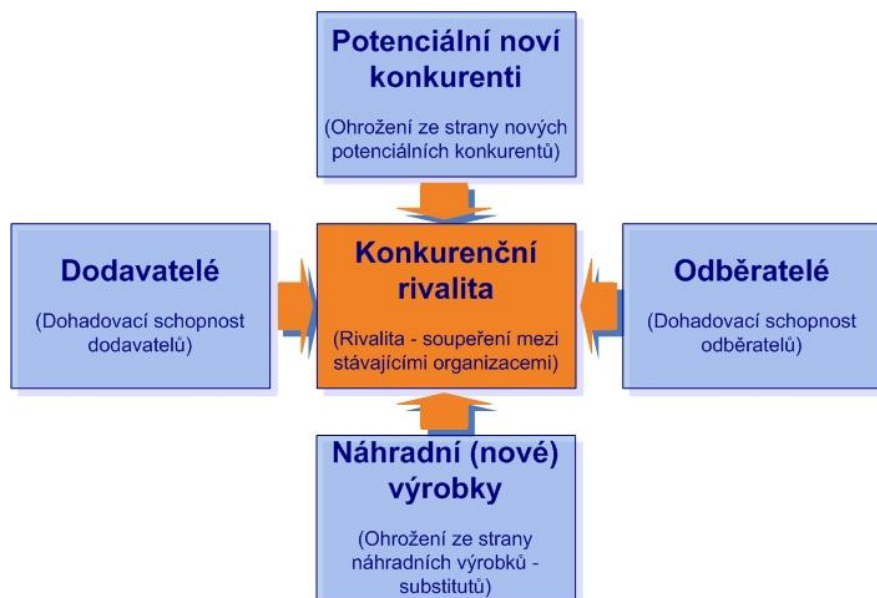 Potenciální noví
konkurenti
(Ohrožení ze strany nových
potenciálních konkurentů)
Dodavatelé
(Dohadovací schopnost
dodavatelů)
Konkurenční
rivalita
(Rivalita - soupeření mezi
stávajícími organizacemi)
Odběratelé
(Dohadovací schopnost
odběratelů)
Náhradní (nové)
výrobky
(Ohrožení ze strany
náhradních výrobků -
substitutů)